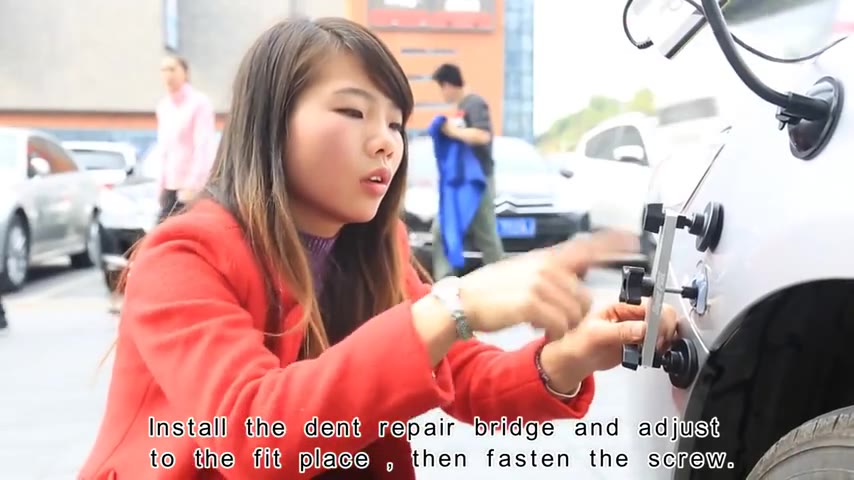 Install the dent repair bridge and adjust
to the fit place , then fasten the screw.